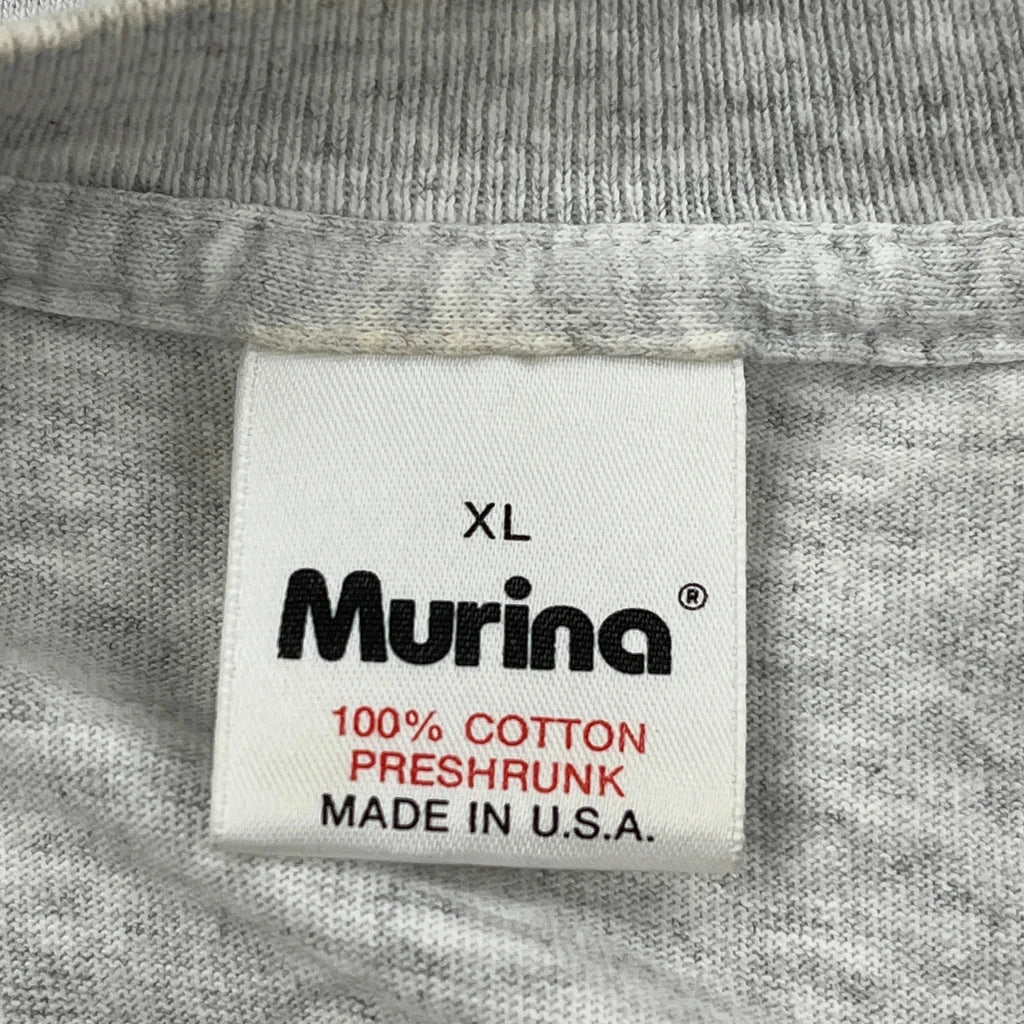 XL
Murina®
100% COTTON
PRESHRUNK
MADE IN U.S.A.